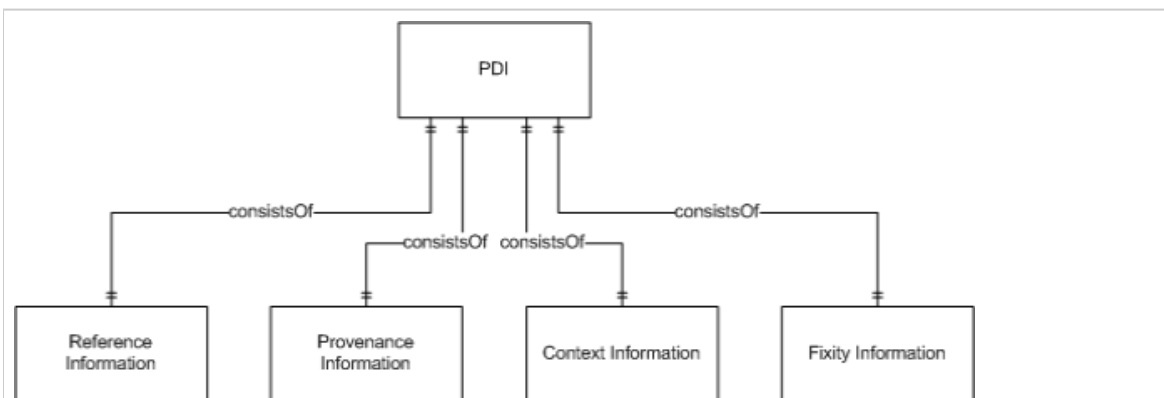 PDI
consistsOf
consistsOf
consistsOf
consistsOf
Reference
Information
Provenance
Information
Context Information
Fixity Information